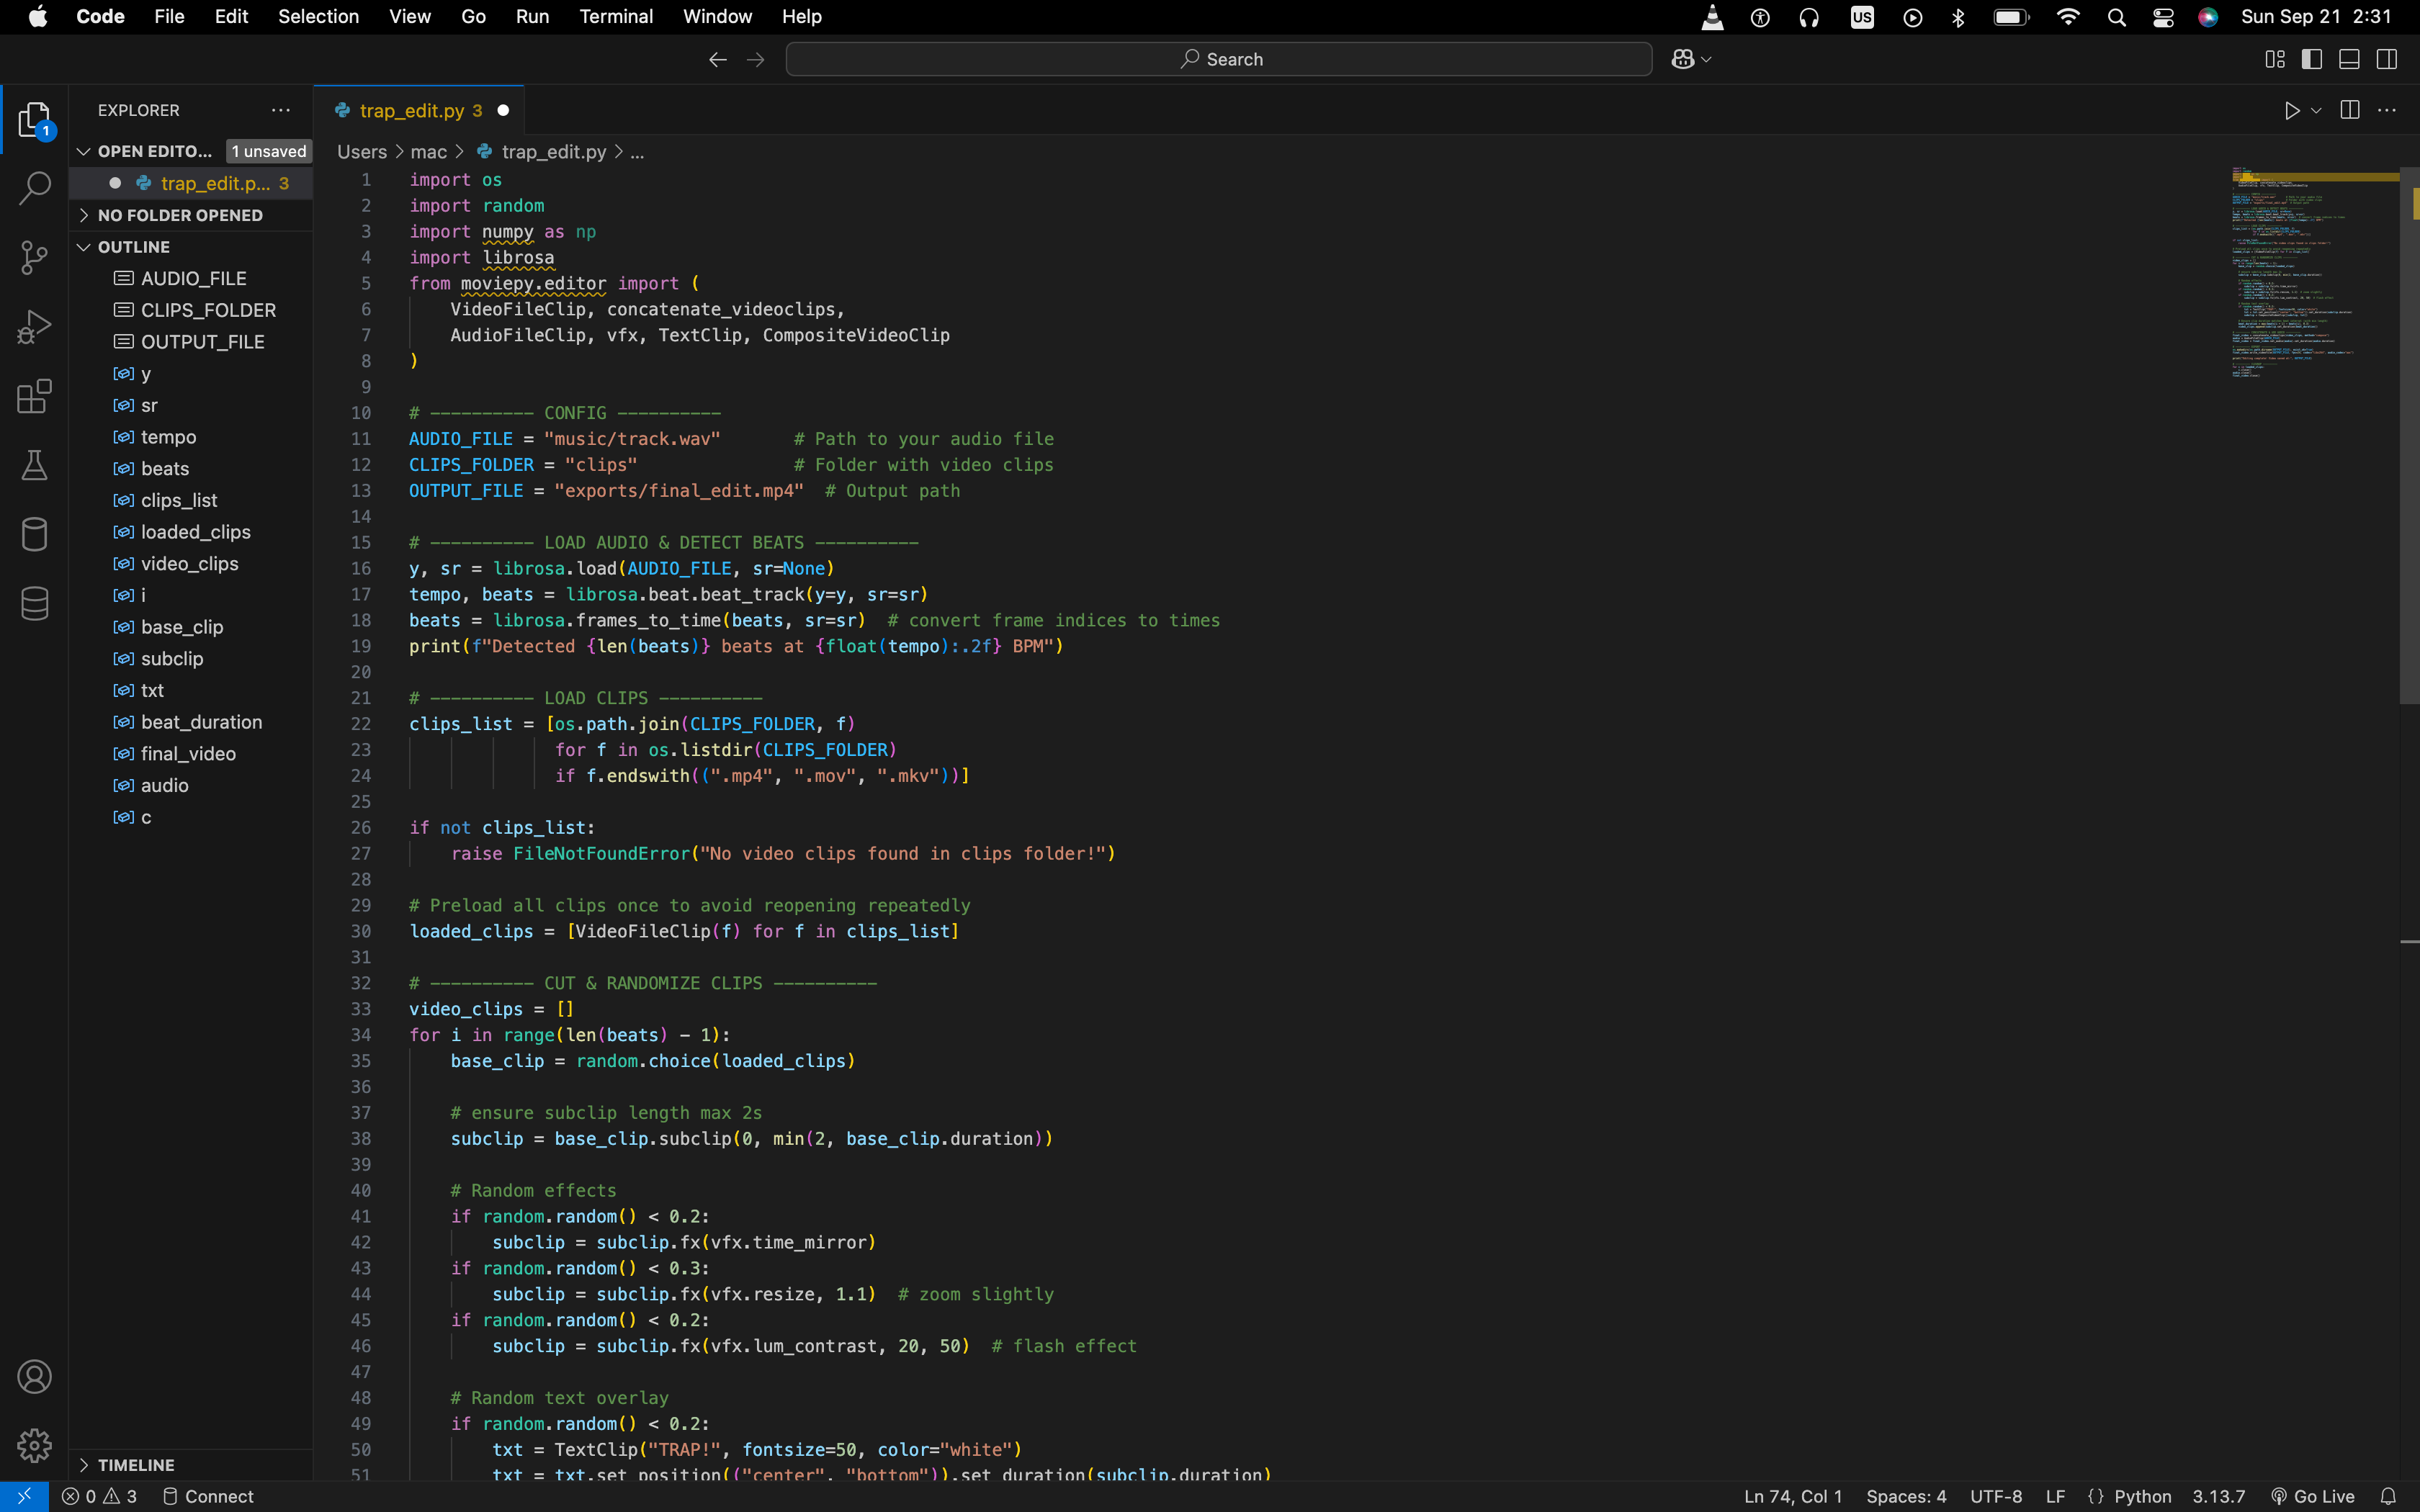 Code File Edit Selection View Go Run Terminal Window Help US Sun Sep 21 2:31
Search
EXPLORER
1
OPEN EDITO... 1 unsaved
trap_edit.p... 3
NO FOLDER OPENED
OUTLINE
AUDIO_FILE
CLIPS_FOLDER
OUTPUT_FILE
y
sr
tempo
beats
clips_list
loaded_clips
video_clips
i
base_clip
subclip
txt
beat_duration
final_video
audio
c
TIMELINE
trap_edit.py 3
Users > mac > trap_edit.py > ...
1 import os
2 import random
3 import numpy as np
4 import librosa
5 from moviepy.editor import (
6 VideoFileClip, concatenate_videoclips,
7 AudioFileClip, vfx, TextClip, CompositeVideoClip
8 )
9
10 # ---------- CONFIG ----------
11 AUDIO_FILE = "music/track.wav" # Path to your audio file
12 CLIPS_FOLDER = "clips" # Folder with video clips
13 OUTPUT_FILE = "exports/final_edit.mp4" # Output path
14
15 # ---------- LOAD AUDIO & DETECT BEATS ----------
16 y, sr = librosa.load(AUDIO_FILE, sr=None)
17 tempo, beats = librosa.beat.beat_track(y=y, sr=sr)
18 beats = librosa.frames_to_time(beats, sr=sr) # convert frame indices to times
19 print(f"Detected {len(beats)} beats at {float(tempo):.2f} BPM")
20
21 # ---------- LOAD CLIPS ----------
22 clips_list = [os.path.join(CLIPS_FOLDER, f)
23 for f in os.listdir(CLIPS_FOLDER)
24 if f.endswith((".mp4", ".mov", ".mkv"))]
25
26 if not clips_list:
27 raise FileNotFoundError("No video clips found in clips folder!")
28
29 # Preload all clips once to avoid reopening repeatedly
30 loaded_clips = [VideoFileClip(f) for f in clips_list]
31
32 # ---------- CUT & RANDOMIZE CLIPS ----------
33 video_clips = []
34 for i in range(len(beats) - 1):
35 base_clip = random.choice(loaded_clips)
36
37 # ensure subclip length max 2s
38 subclip = base_clip.subclip(0, min(2, base_clip.duration))
39
40 # Random effects
41 if random.random() < 0.2:
42 subclip = subclip.fx(vfx.time_mirror)
43 if random.random() < 0.3:
44 subclip = subclip.fx(vfx.resize, 1.1) # zoom slightly
45 if random.random() < 0.2:
46 subclip = subclip.fx(vfx.lum_contrast, 20, 50) # flash effect
47
48 # Random text overlay
49 if random.random() < 0.2:
50 txt = TextClip("TRAP!", fontsize=50, color="white")
51 txt = txt.set_position(("center", "bottom")).set_duration(subclip.duration)
0 3 Connect Ln 74, Col 1 Spaces: 4 UTF-8 LF {} Python 3.13.7 Go Live